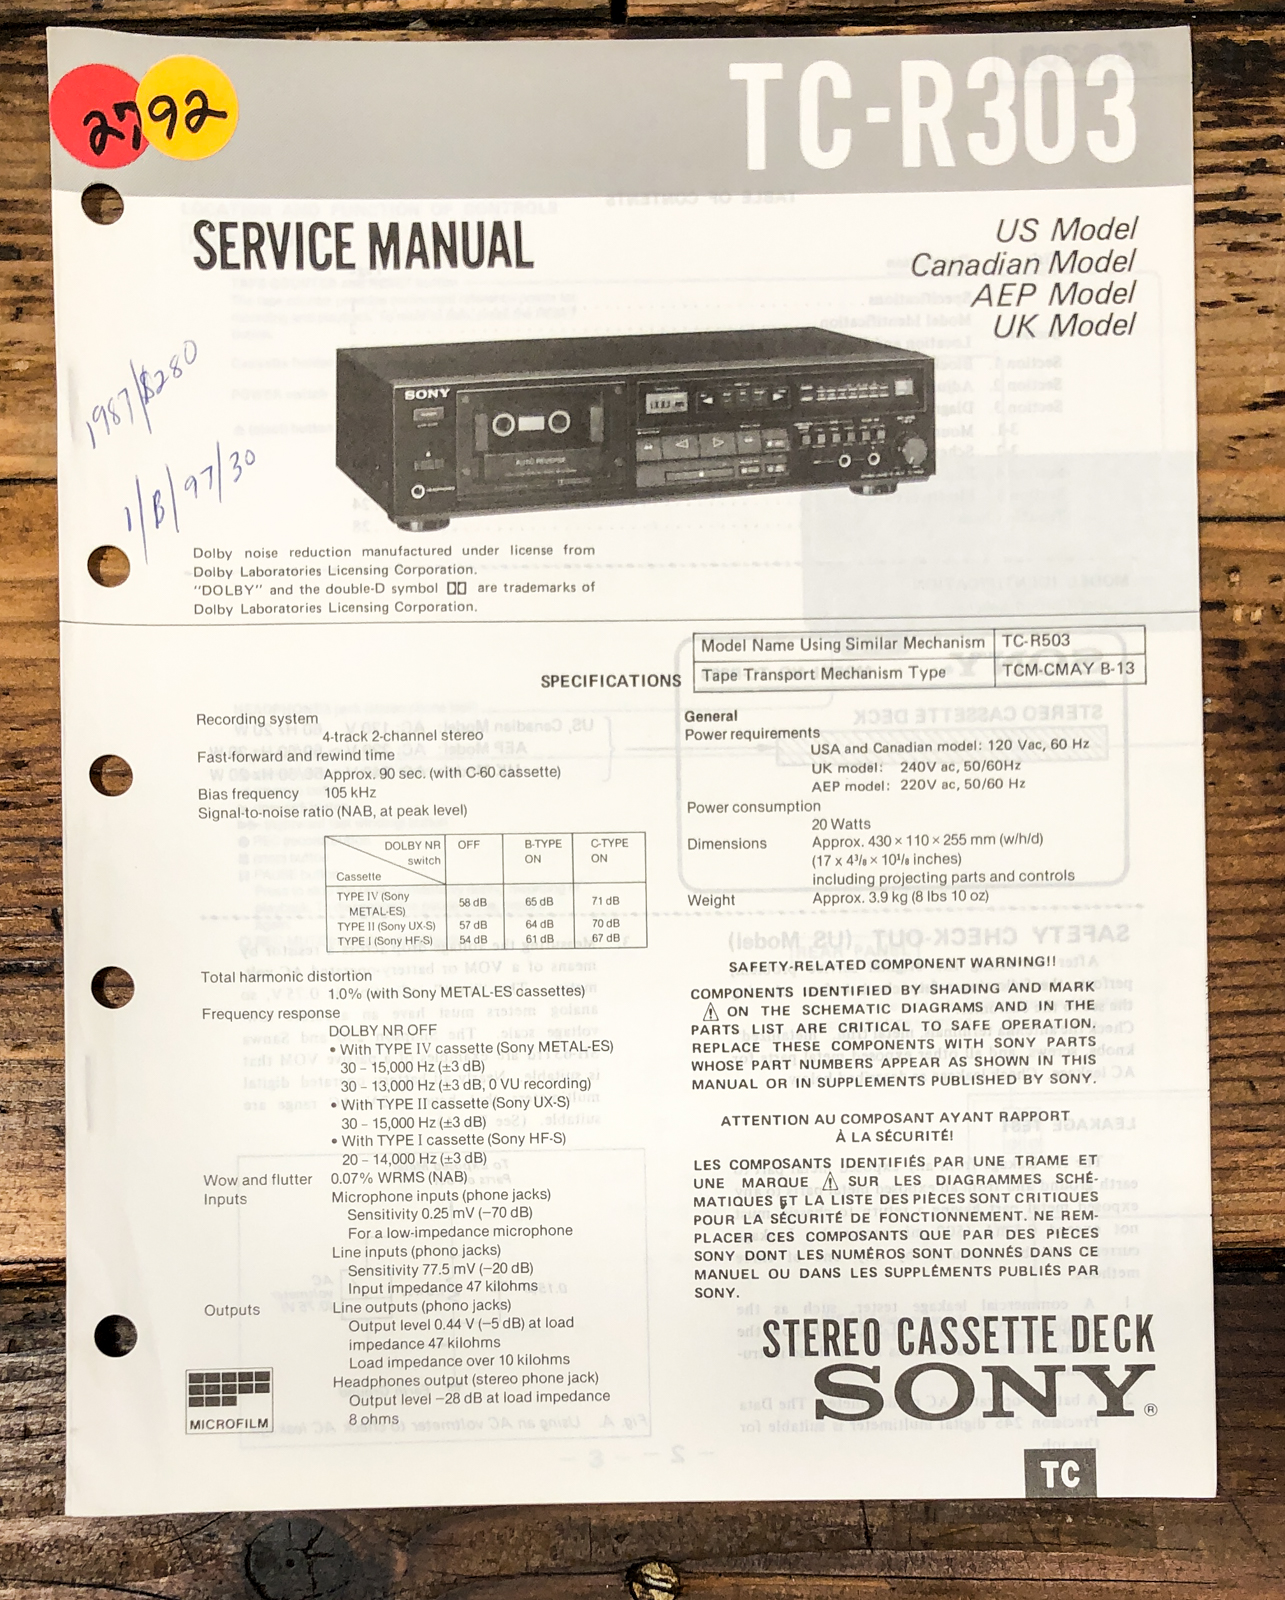 2792
TC-R303
SERVICE MANUAL
US Model
Canadian Model
AEP Model
UK Model
1987/$280
1/B/97/30
SONY
Auto Reverse
Dolby noise reduction manufactured under license from
Dolby Laboratories Licensing Corporation.
"DOLBY" and the double-D symbol are trademarks of
Dolby Laboratories Licensing Corporation.
Model Name Using Similar Mechanism TC-R503
Tape Transport Mechanism Type TCM-CMAY B-13
SPECIFICATIONS
Recording system
4-track 2-channel stereo
Fast-forward and rewind time
Approx. 90 sec. (with C-60 cassette)
Bias frequency 105 kHz
Signal-to-noise ratio (NAB, at peak level)
DOLBY NR switch OFF B-TYPE ON C-TYPE ON
Cassette
TYPE IV (Sony METAL-ES) 58 dB 65 dB 71 dB
TYPE II (Sony UX-S) 57 dB 64 dB 70 dB
TYPE I (Sony HF-S) 54 dB 61 dB 67 dB
Total harmonic distortion
1.0% (with Sony METAL-ES cassettes)
Frequency response
DOLBY NR OFF
• With TYPE IV cassette (Sony METAL-ES)
30 – 15,000 Hz (±3 dB)
30 – 13,000 Hz (±3 dB, 0 VU recording)
• With TYPE II cassette (Sony UX-S)
30 – 15,000 Hz (±3 dB)
• With TYPE I cassette (Sony HF-S)
20 – 14,000 Hz (±3 dB)
Wow and flutter 0.07% WRMS (NAB)
Inputs Microphone inputs (phone jacks)
Sensitivity 0.25 mV (−70 dB)
For a low-impedance microphone
Line inputs (phono jacks)
Sensitivity 77.5 mV (−20 dB)
Input impedance 47 kilohms
Outputs Line outputs (phono jacks)
Output level 0.44 V (−5 dB) at load
impedance 47 kilohms
Load impedance over 10 kilohms
Headphones output (stereo phone jack)
Output level −28 dB at load impedance
8 ohms
MICROFILM
General
Power requirements
USA and Canadian model: 120 Vac, 60 Hz
UK model: 240V ac, 50/60Hz
AEP model: 220V ac, 50/60 Hz
Power consumption
20 Watts
Dimensions Approx. 430 × 110 × 255 mm (w/h/d)
(17 x 4 3/8 × 10 1/8 inches)
including projecting parts and controls
Weight Approx. 3.9 kg (8 lbs 10 oz)
SAFETY-RELATED COMPONENT WARNING!!
COMPONENTS IDENTIFIED BY SHADING AND MARK
⚠ ON THE SCHEMATIC DIAGRAMS AND IN THE
PARTS LIST ARE CRITICAL TO SAFE OPERATION.
REPLACE THESE COMPONENTS WITH SONY PARTS
WHOSE PART NUMBERS APPEAR AS SHOWN IN THIS
MANUAL OR IN SUPPLEMENTS PUBLISHED BY SONY.
ATTENTION AU COMPOSANT AYANT RAPPORT
À LA SÉCURITÉ!
LES COMPOSANTS IDENTIFIÉS PAR UNE TRAME ET
UNE MARQUE ⚠ SUR LES DIAGRAMMES SCHÉ-
MATIQUES ET LA LISTE DES PIÈCES SONT CRITIQUES
POUR LA SÉCURITÉ DE FONCTIONNEMENT. NE REM-
PLACER CES COMPOSANTS QUE PAR DES PIÈCES
SONY DONT LES NUMÉROS SONT DONNÉS DANS CE
MANUEL OU DANS LES SUPPLÉMENTS PUBLIÉS PAR
SONY.
STEREO CASSETTE DECK
SONY®
TC